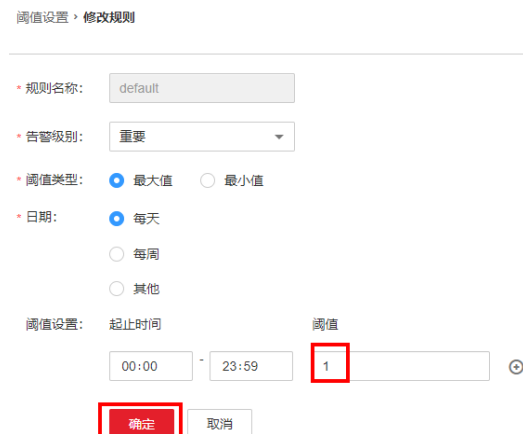 阈值设置 › 修改规则
* 规则名称: default
* 告警级别: 重要
* 阈值类型: 最大值 最小值
* 日期: 每天
每周
其他
阈值设置: 起止时间 阈值
00:00 - 23:59 1
确定 取消